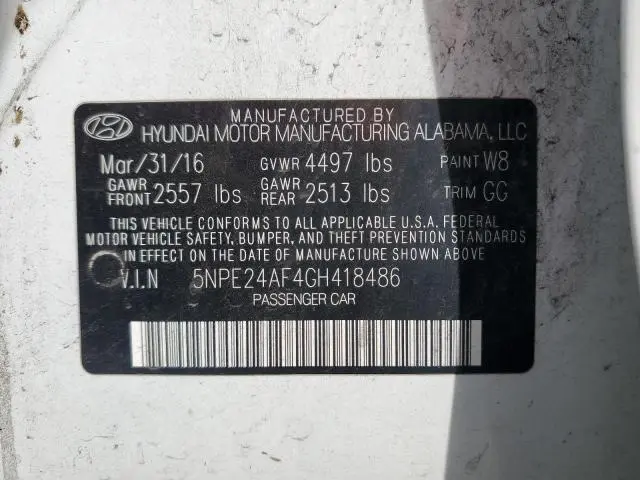 MANUFACTURED BY
HYUNDAI MOTOR MANUFACTURING ALABAMA, LLC
Mar/31/16 GVWR 4497 lbs PAINT W8
GAWR FRONT 2557 lbs GAWR REAR 2513 lbs TRIM GG
THIS VEHICLE CONFORMS TO ALL APPLICABLE U.S.A. FEDERAL
MOTOR VEHICLE SAFETY, BUMPER, AND THEFT PREVENTION STANDARDS
IN EFFECT ON THE DATE OF MANUFACTURE SHOWN ABOVE
V.I.N 5NPE24AF4GH418486
PASSENGER CAR